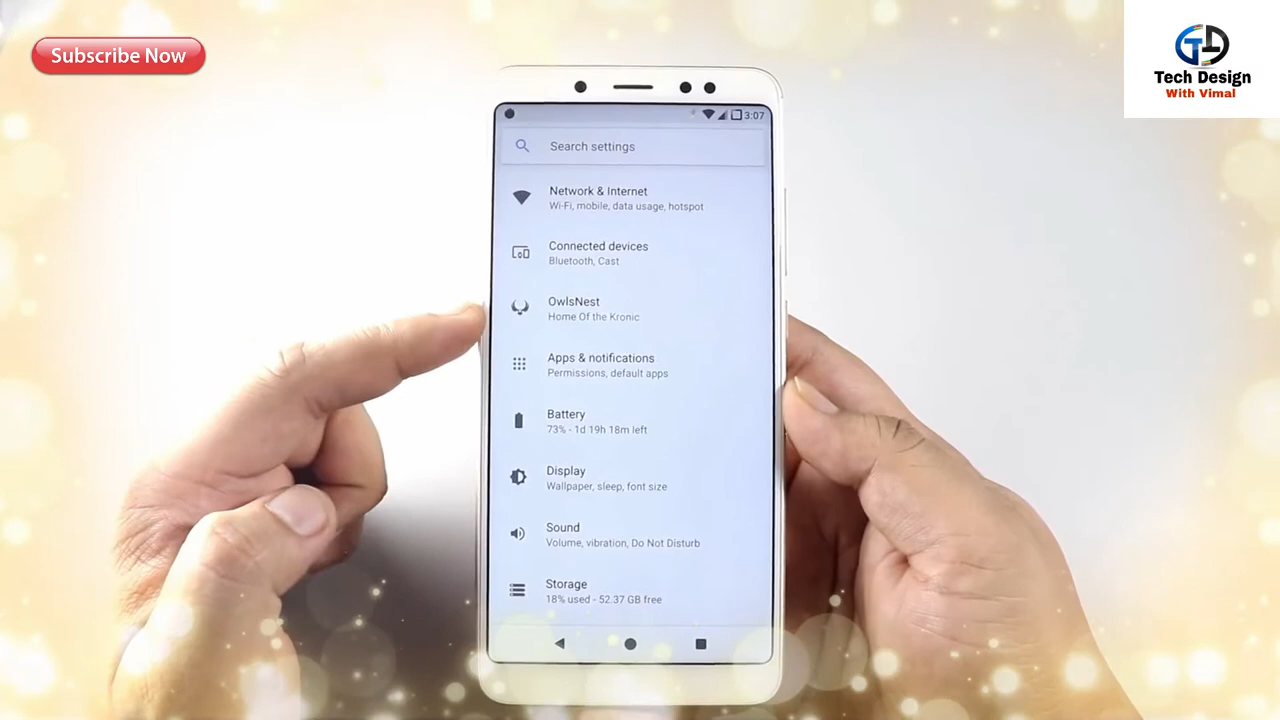 Subscribe Now
Tech Design
With Vimal
3:07
Search settings
Network & Internet
Wi-Fi, mobile, data usage, hotspot
Connected devices
Bluetooth, Cast
OwlsNest
Home Of the Kronic
Apps & notifications
Permissions, default apps
Battery
73% - 1d 19h 18m left
Display
Wallpaper, sleep, font size
Sound
Volume, vibration, Do Not Disturb
Storage
18% used - 52.37 GB free